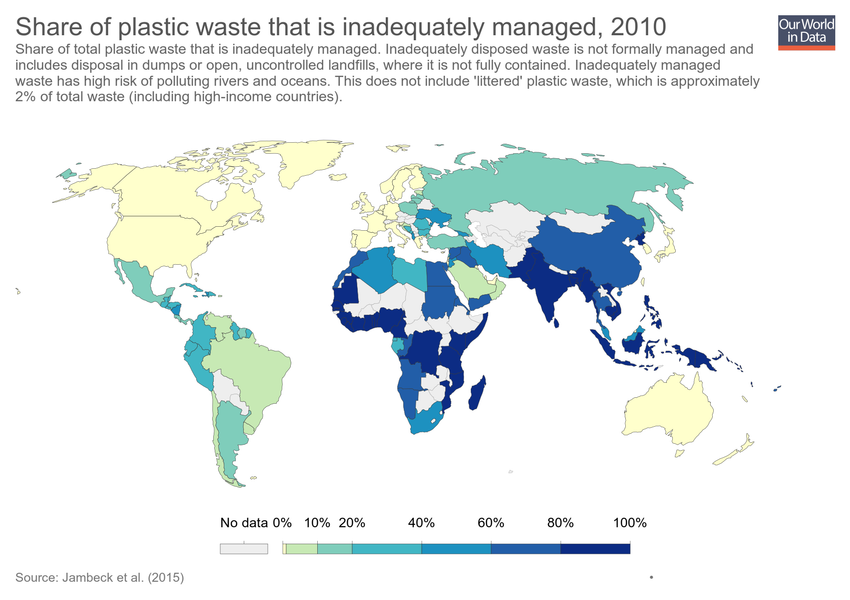 Share of plastic waste that is inadequately managed, 2010
Our World
in Data
Share of total plastic waste that is inadequately managed. Inadequately disposed waste is not formally managed and
includes disposal in dumps or open, uncontrolled landfills, where it is not fully contained. Inadequately managed
waste has high risk of polluting rivers and oceans. This does not include 'littered' plastic waste, which is approximately
2% of total waste (including high-income countries).
No data 0% 10% 20% 40% 60% 80% 100%
Source: Jambeck et al. (2015)